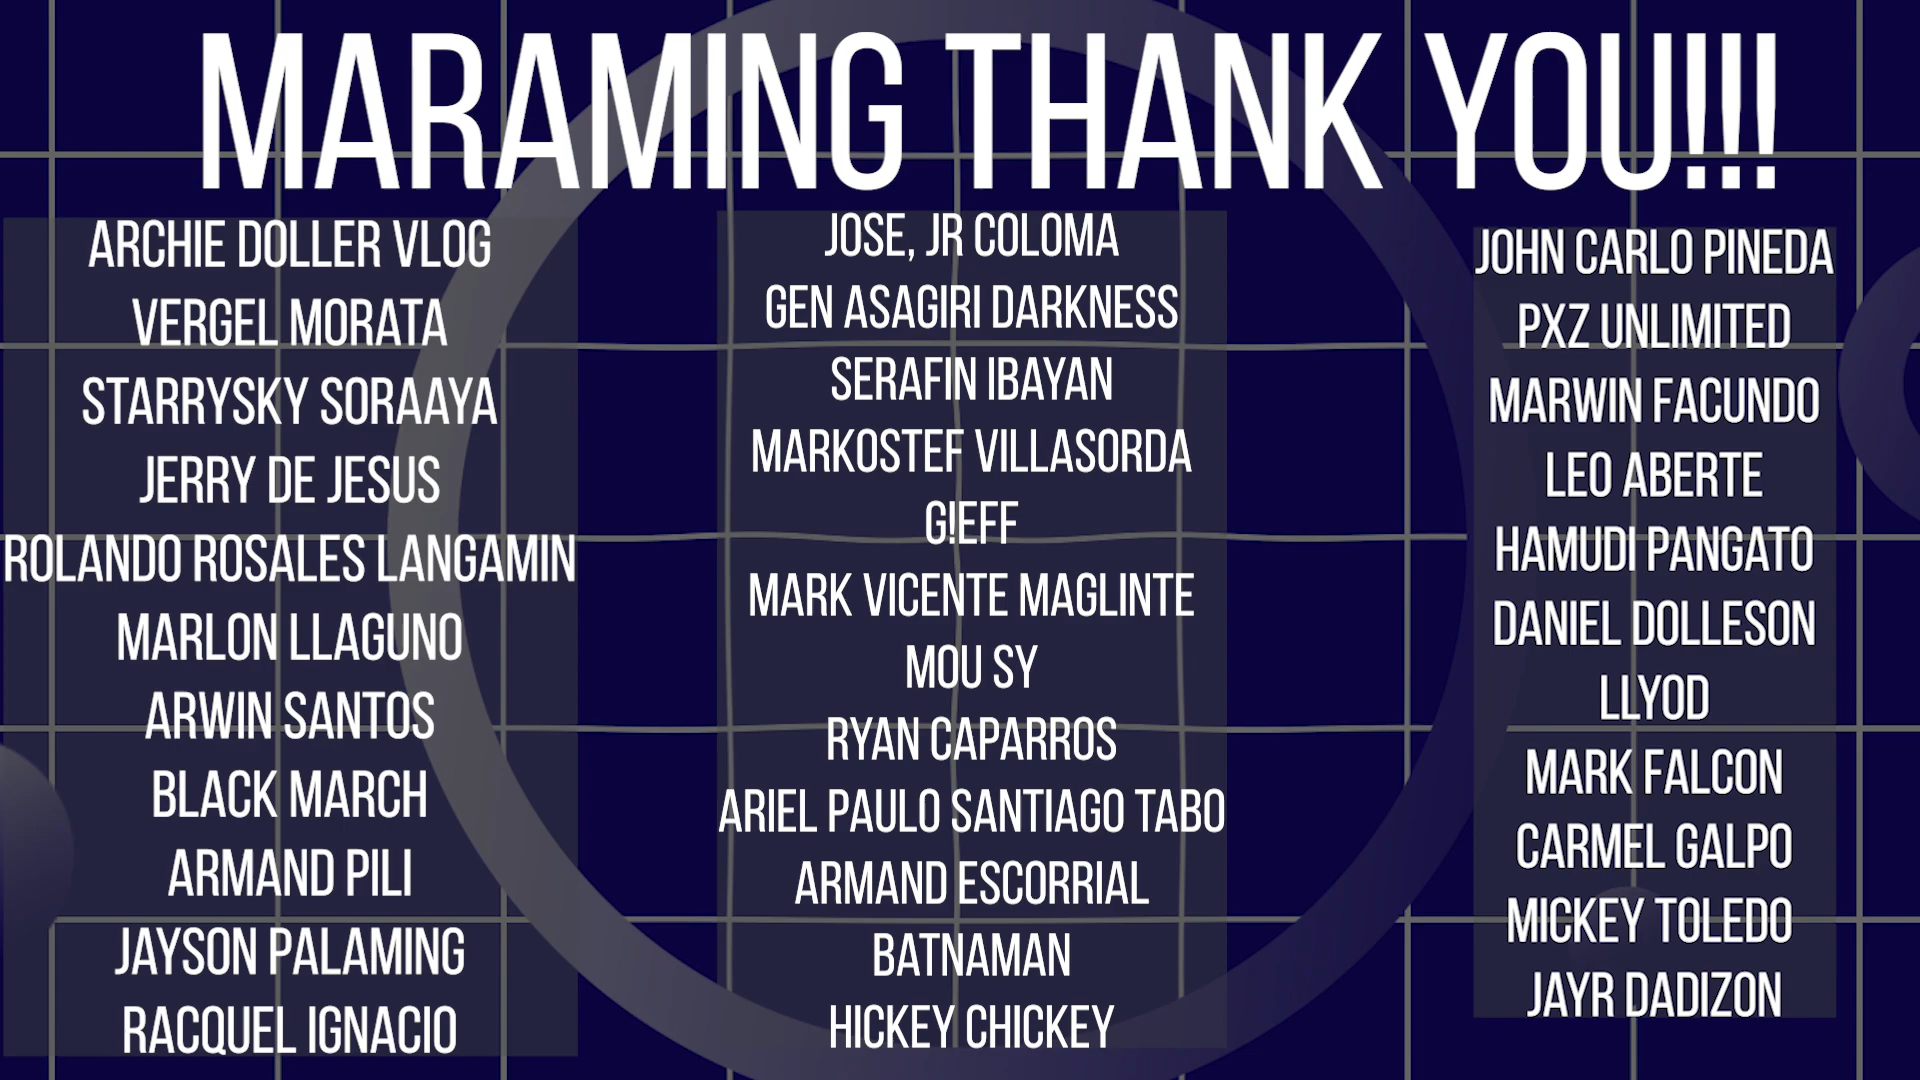 MARAMING THANK YOU!!!
ARCHIE DOLLER VLOG
VERGEL MORATA
STARRYSKY SORAAYA
JERRY DE JESUS
ROLANDO ROSALES LANGAMIN
MARLON LLAGUNO
ARWIN SANTOS
BLACK MARCH
ARMAND PILI
JAYSON PALAMING
RACQUEL IGNACIO
JOSE, JR COLOMA
GEN ASAGIRI DARKNESS
SERAFIN IBAYAN
MARKOSTEF VILLASORDA
G!EFF
MARK VICENTE MAGLINTE
MOU SY
RYAN CAPARROS
ARIEL PAULO SANTIAGO TABO
ARMAND ESCORRIAL
BATNAMAN
HICKEY CHICKEY
JOHN CARLO PINEDA
PXZ UNLIMITED
MARWIN FACUNDO
LEO ABERTE
HAMUDI PANGATO
DANIEL DOLLESON
LLYOD
MARK FALCON
CARMEL GALPO
MICKEY TOLEDO
JAYR DADIZON